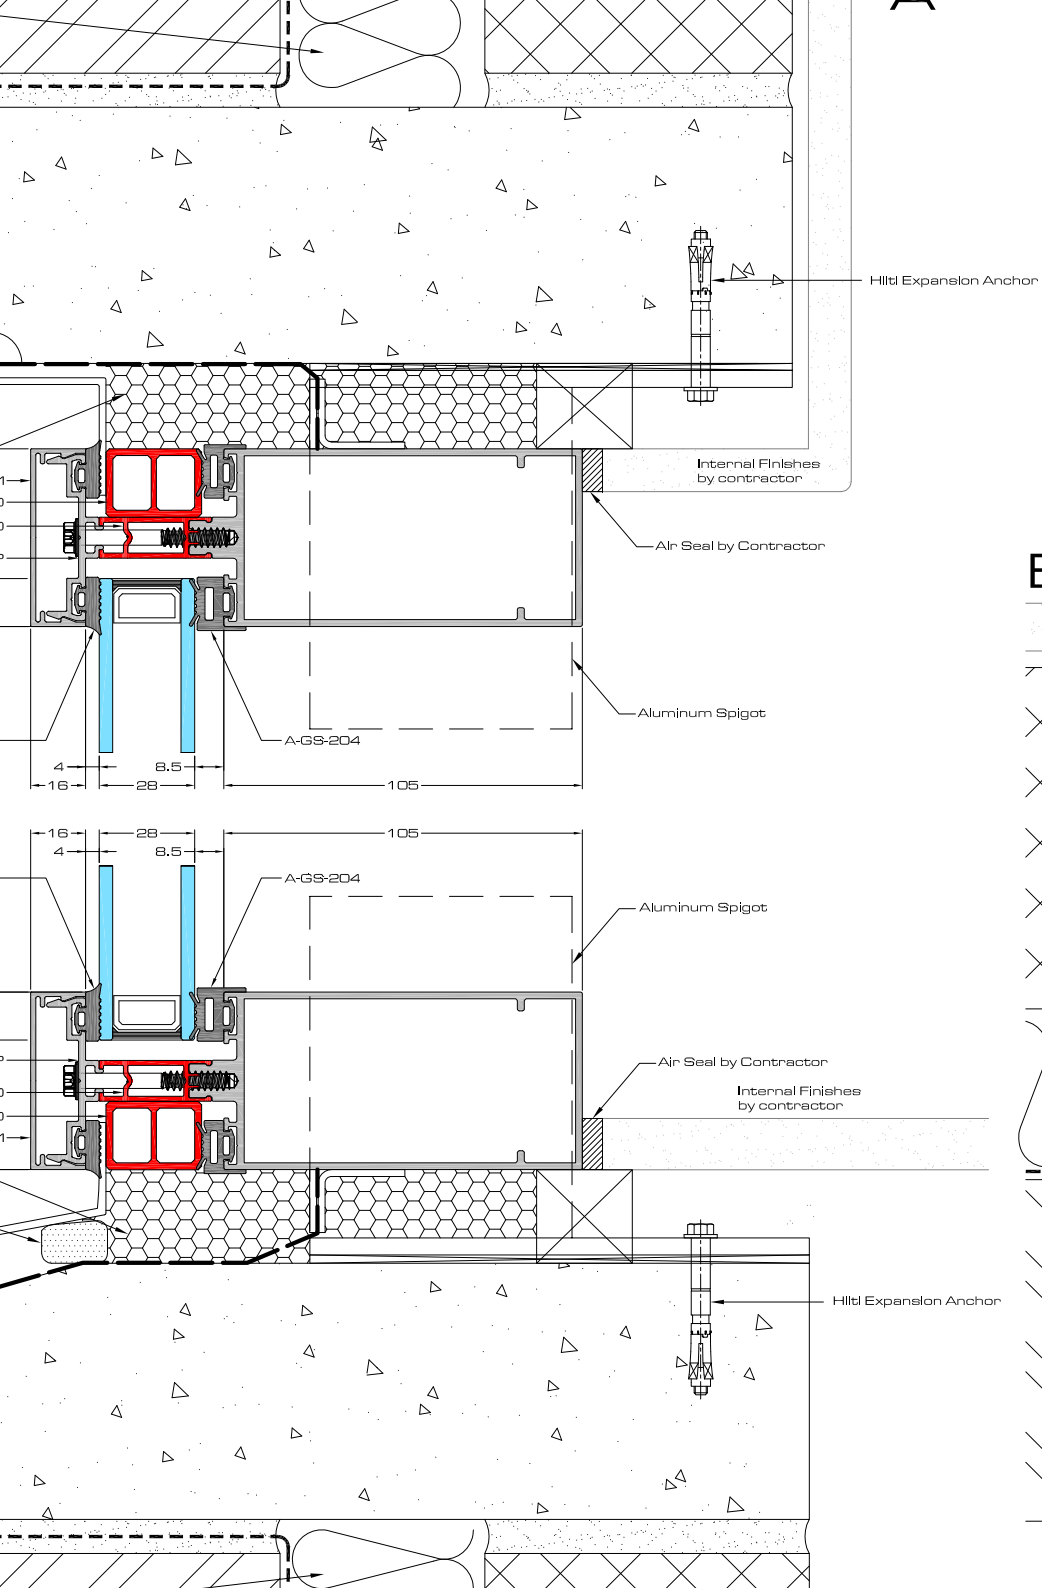 A
Hilti Expansion Anchor
Internal Finishes
by contractor
Air Seal by Contractor
Aluminum Spigot
A-GS-204
4
8.5
16
28
105
16
28
105
4
8.5
A-GS-204
Aluminum Spigot
Air Seal by Contractor
Internal Finishes
by contractor
Hilti Expansion Anchor